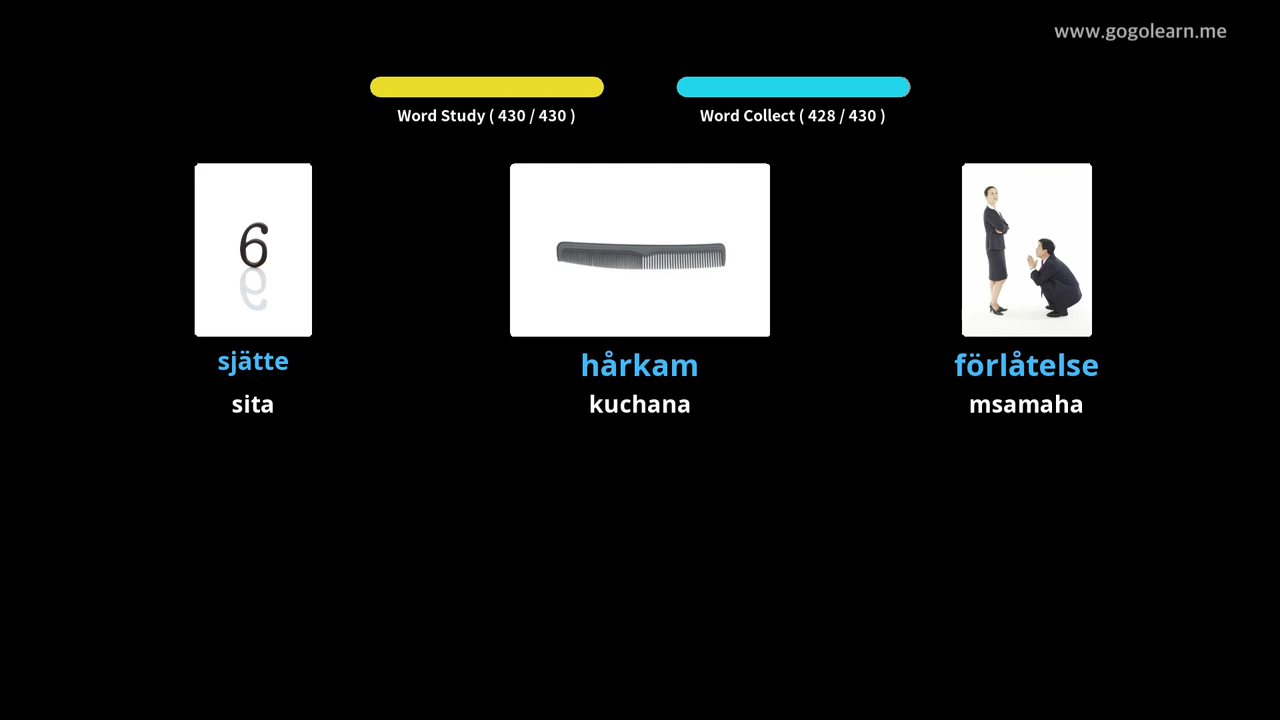 www.gogolearn.me
Word Study ( 430 / 430 )
Word Collect ( 428 / 430 )
6
sjätte
hårkam
förlåtelse
sita
kuchana
msamaha